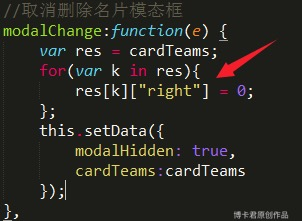 //取消删除名片模态框
modalChange:function(e) {
var res = cardTeams;
for(var k in res){
res[k]["right"] = 0;
};
this.setData({
modalHidden: true,
cardTeams:cardTeams
});
},
博卡君原创作品